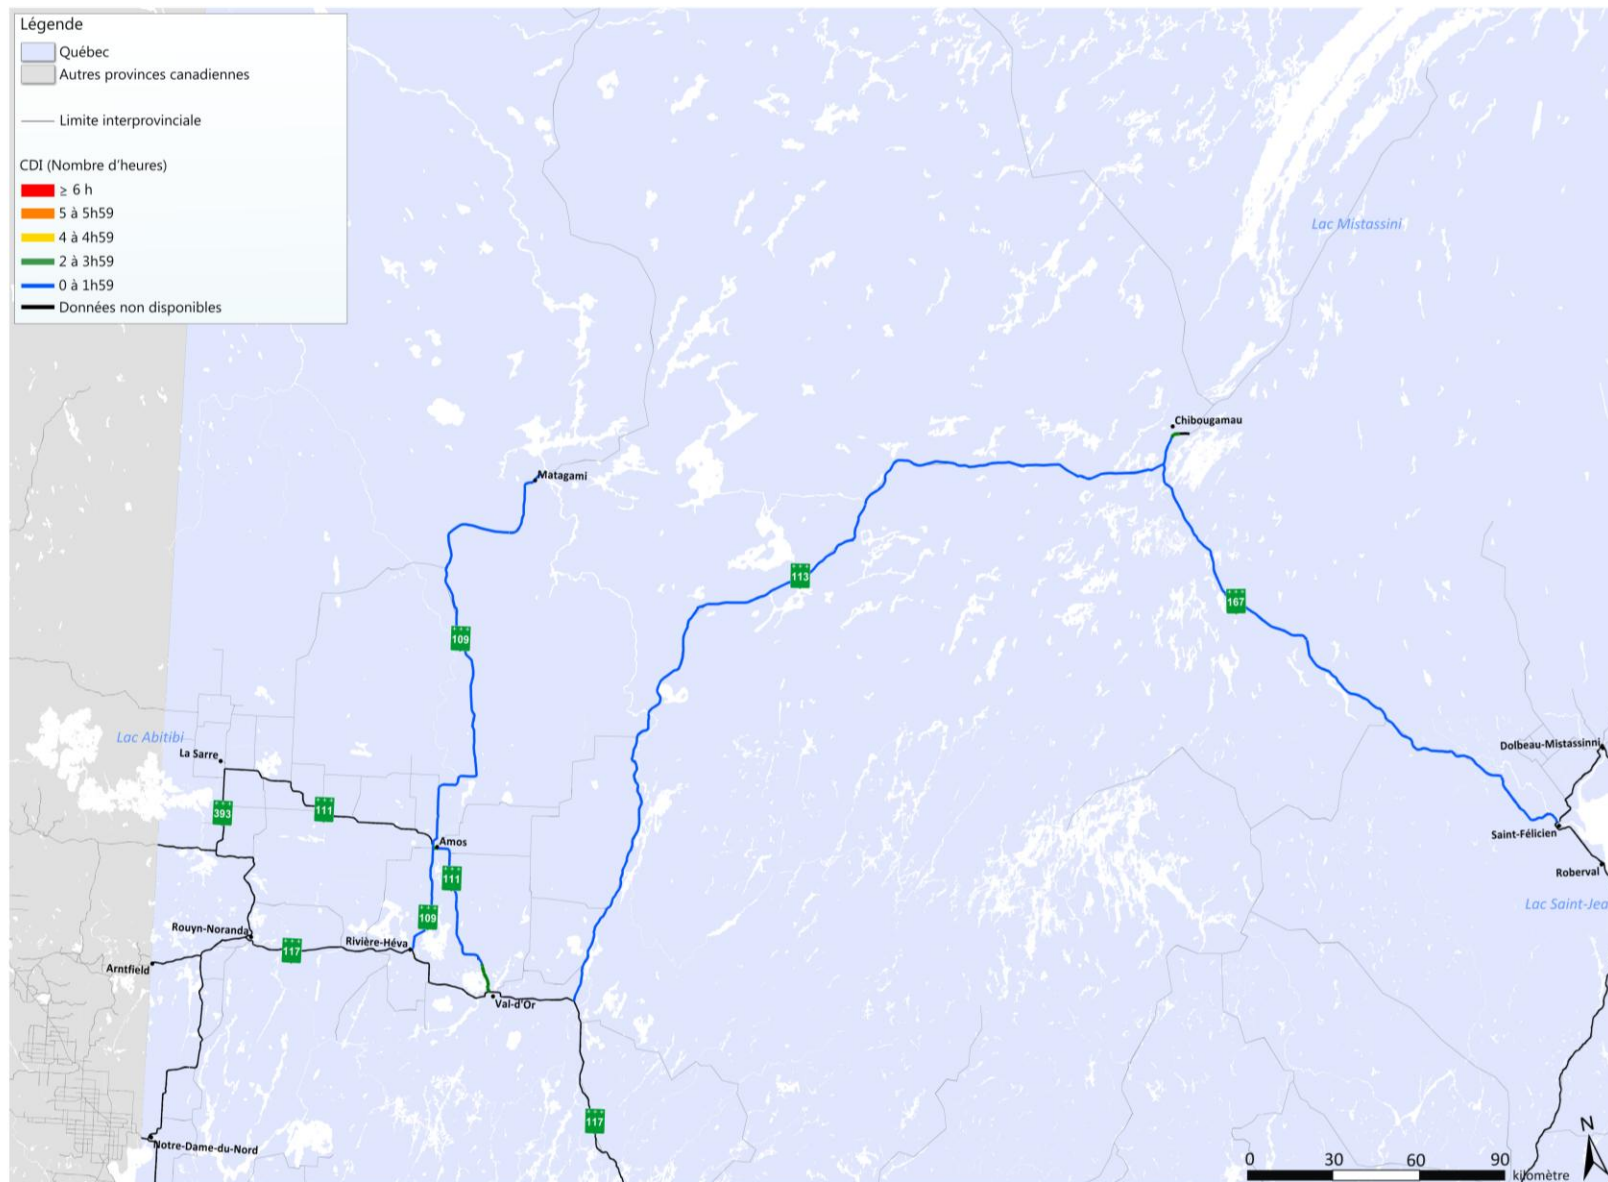 Légende
Québec
Autres provinces canadiennes
Limite interprovinciale
CDI (Nombre d'heures)
≥ 6 h
5 à 5h59
4 à 4h59
2 à 3h59
0 à 1h59
Données non disponibles
Lac Mistassini
Chibougamau
Matagami
113
167
109
Lac Abitibi
La Sarre
Dolbeau-Mistassinni
393
111
Amos
Saint-Félicien
111
Roberval
109
Lac Saint-Jea
Rouyn-Noranda
117
Rivière-Héva
Arntfield
Val-d'Or
117
Notre-Dame-du-Nord
N
0 30 60 90
kilomètre